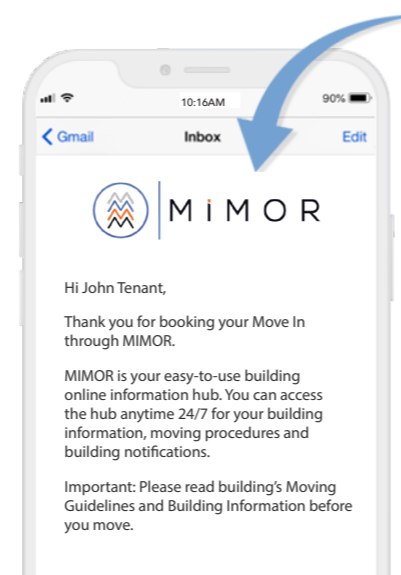 10:16AM
90%
Gmail
Inbox
Edit
MiMOR
Hi John Tenant,
Thank you for booking your Move In
through MIMOR.
MIMOR is your easy-to-use building
online information hub. You can access
the hub anytime 24/7 for your building
information, moving procedures and
building notifications.
Important: Please read building's Moving
Guidelines and Building Information before
you move.